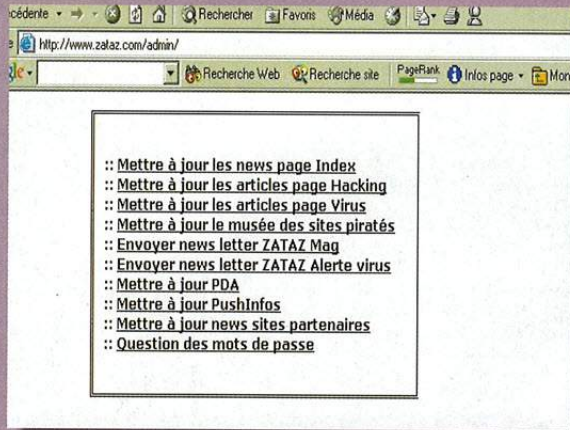 cédente
Rechercher Favoris Média
http://www.zataz.com/admin/
gle Recherche Web Recherche site PageRank Infos page Mon
:: Mettre à jour les news page Index
:: Mettre à jour les articles page Hacking
:: Mettre à jour les articles page Virus
:: Mettre à jour le musée des sites piratés
:: Envoyer news letter ZATAZ Mag
:: Envoyer news letter ZATAZ Alerte virus
:: Mettre à jour PDA
:: Mettre à jour PushInfos
:: Mettre à jour news sites partenaires
:: Question des mots de passe